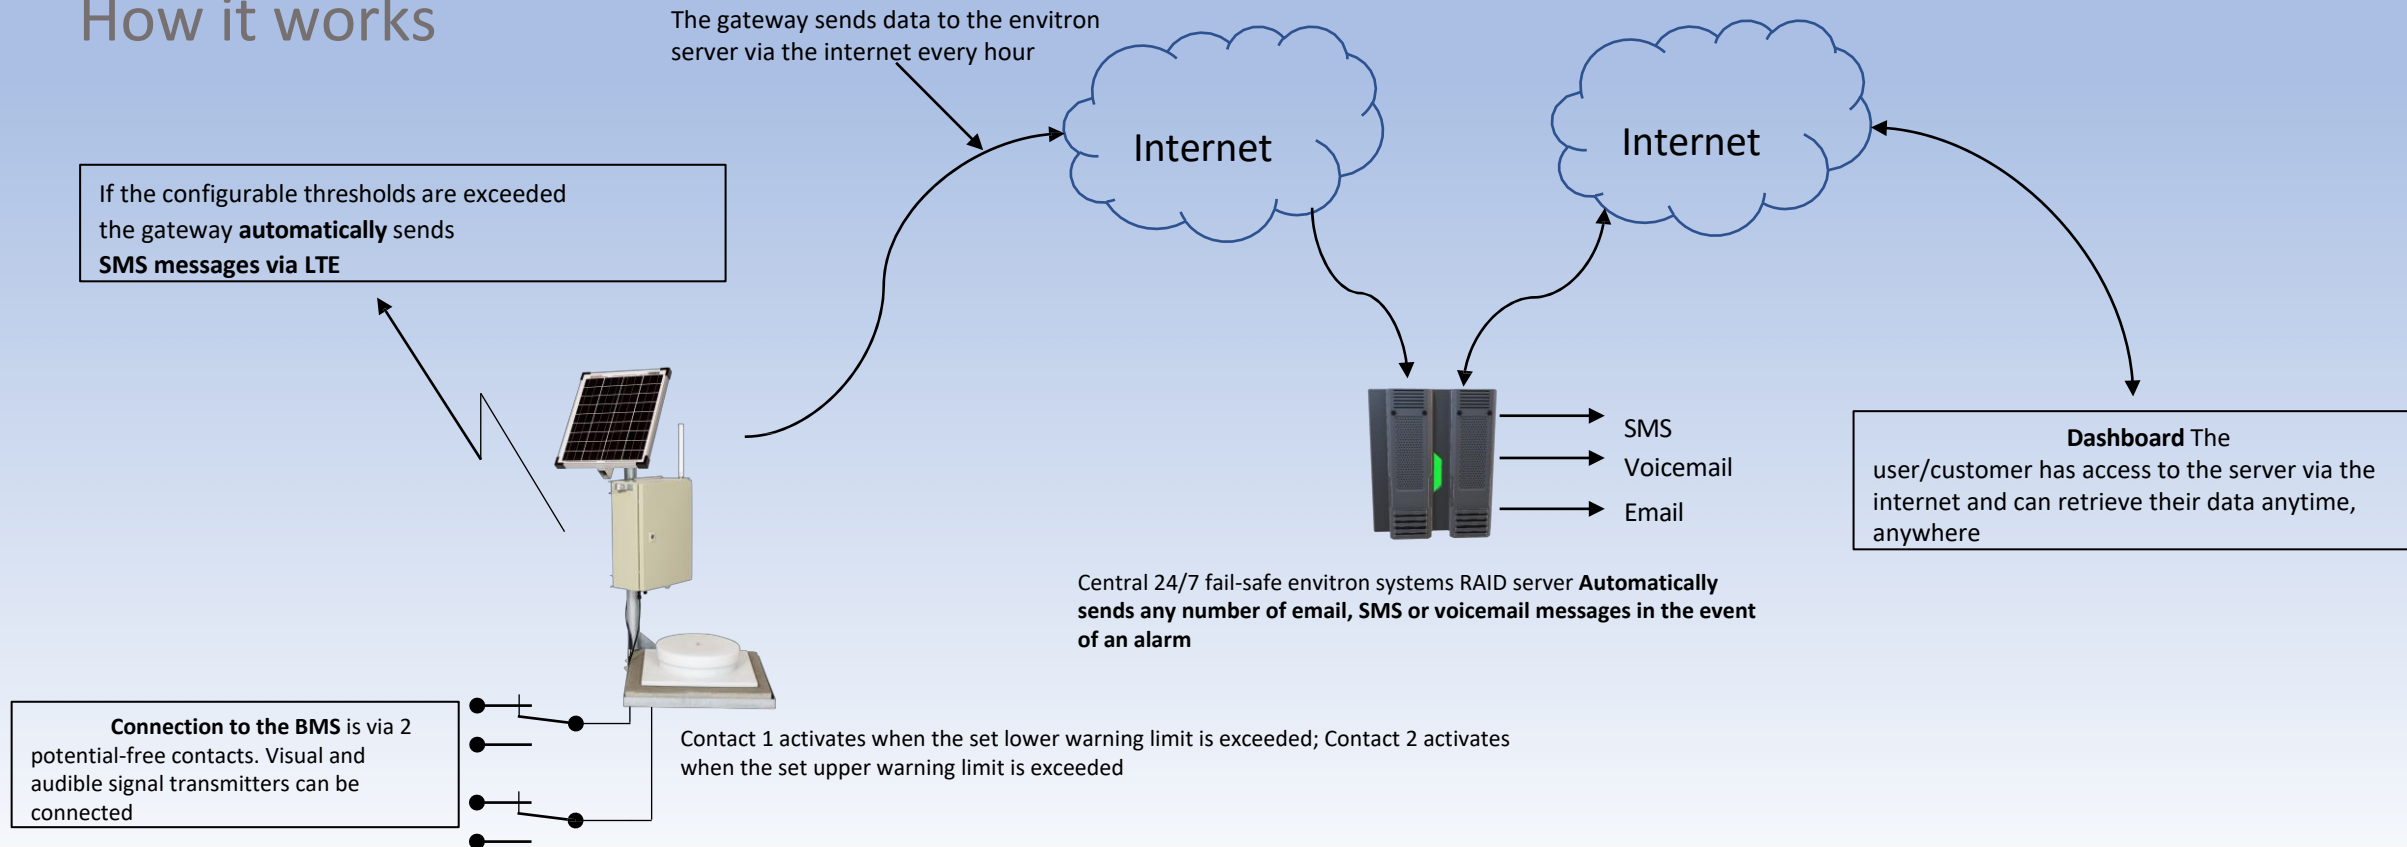 How it works
The gateway sends data to the envitron
server via the internet every hour
Internet
Internet
If the configurable thresholds are exceeded
the gateway automatically sends
SMS messages via LTE
SMS
Voicemail
Email
Dashboard The
user/customer has access to the server via the
internet and can retrieve their data anytime,
anywhere
Central 24/7 fail-safe envitron systems RAID server Automatically
sends any number of email, SMS or voicemail messages in the event
of an alarm
Connection to the BMS is via 2
potential-free contacts. Visual and
audible signal transmitters can be
connected
Contact 1 activates when the set lower warning limit is exceeded; Contact 2 activates
when the set upper warning limit is exceeded